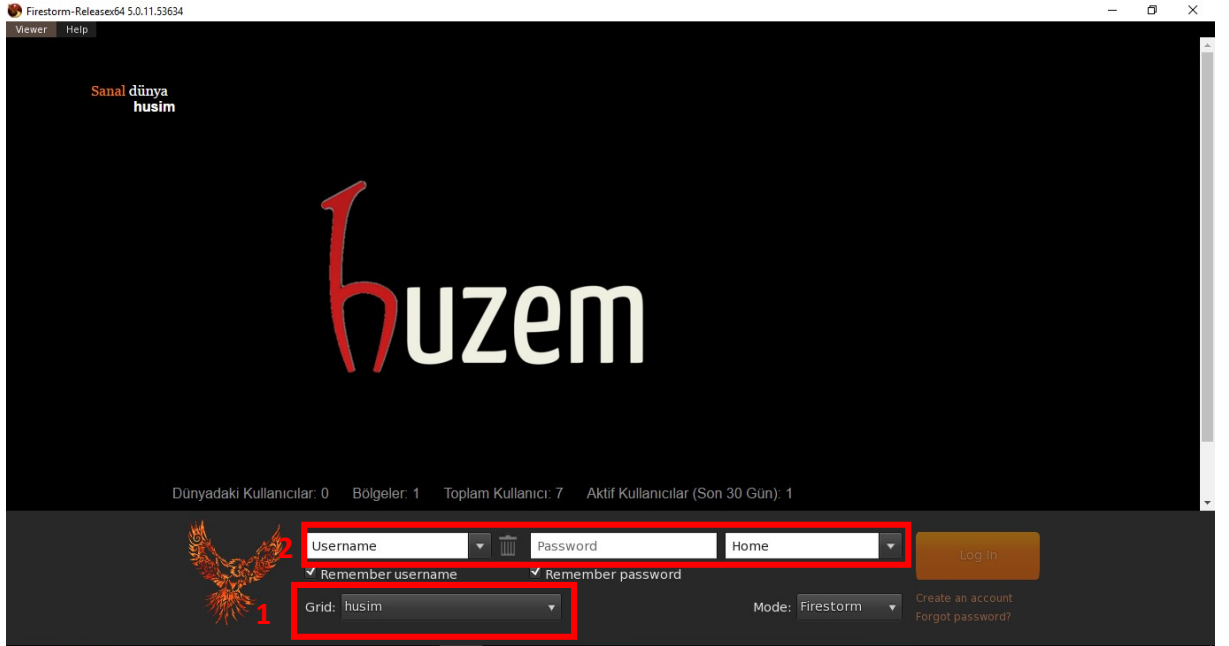 Firestorm-Releasex64 5.0.11.53634
Viewer Help
Sanal dünya
husim
huzem
Dünyadaki Kullanıcılar: 0 Bölgeler: 1 Toplam Kullanıcı: 7 Aktif Kullanıcılar (Son 30 Gün): 1
2 Username Password Home Log In
Remember username Remember password
1 Grid: husim Mode: Firestorm Create an account
Forgot password?